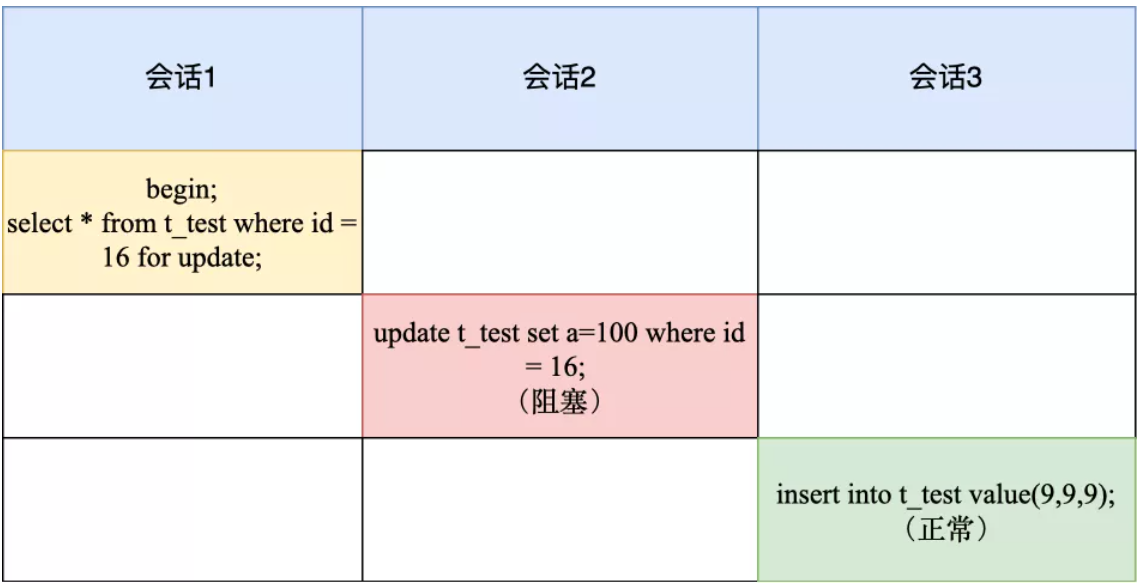 会话1
会话2
会话3
begin;
select * from t_test where id =
16 for update;
update t_test set a=100 where id
= 16;
（阻塞）
insert into t_test value(9,9,9);
（正常）